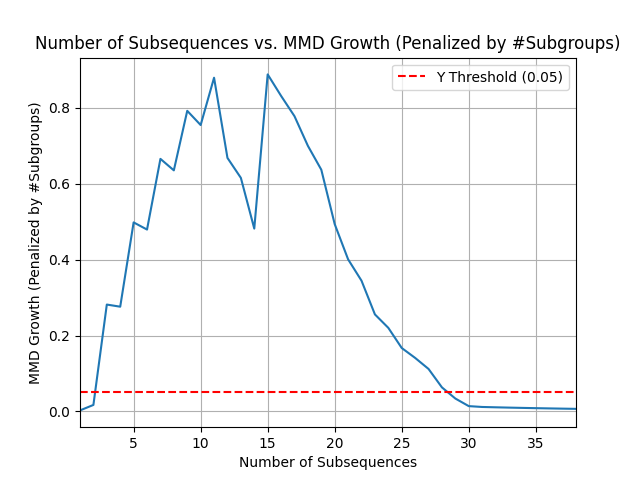 Number of Subsequences vs. MMD Growth (Penalized by #Subgroups)
Y Threshold (0.05)
MMD Growth (Penalized by #Subgroups)
0.8
0.6
0.4
0.2
0.0
5 10 15 20 25 30 35
Number of Subsequences